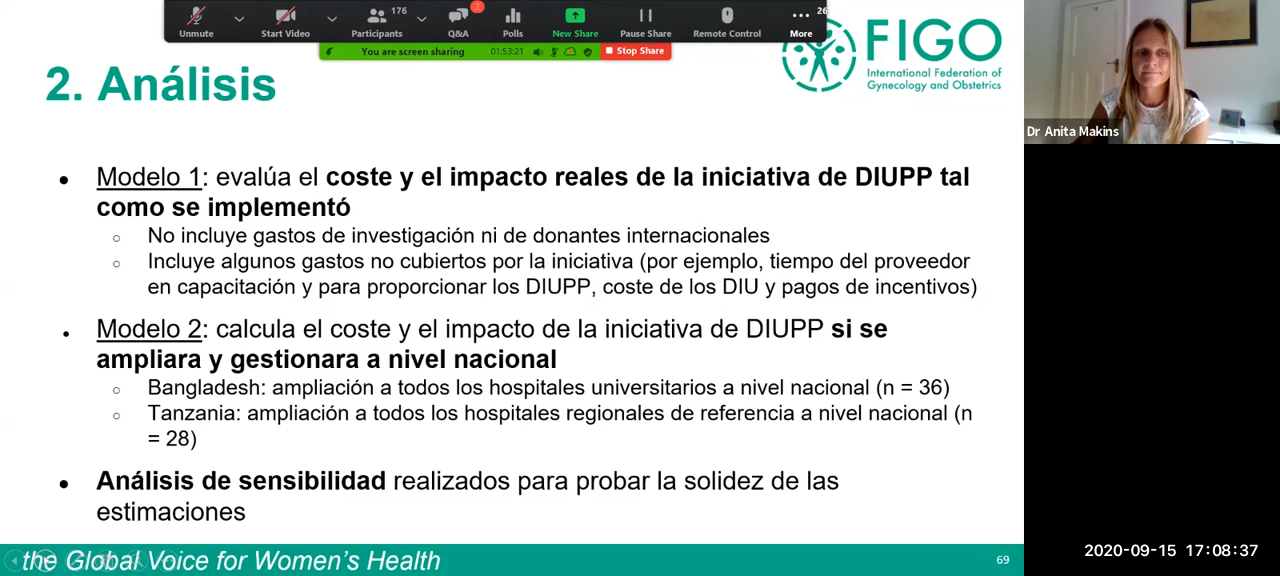 176
2
26
Unmute
Start Video
Participants
Q&A
Polls
New Share
Pause Share
Remote Control
More
You are screen sharing
01:53:21
Stop Share
FIGO
International Federation of
Gynecology and Obstetrics
Dr Anita Makins
2. Análisis
● Modelo 1: evalúa el coste y el impacto reales de la iniciativa de DIUPP tal
como se implementó
○ No incluye gastos de investigación ni de donantes internacionales
○ Incluye algunos gastos no cubiertos por la iniciativa (por ejemplo, tiempo del proveedor
en capacitación y para proporcionar los DIUPP, coste de los DIU y pagos de incentivos)
● Modelo 2: calcula el coste y el impacto de la iniciativa de DIUPP si se
ampliara y gestionara a nivel nacional
○ Bangladesh: ampliación a todos los hospitales universitarios a nivel nacional (n = 36)
○ Tanzania: ampliación a todos los hospitales regionales de referencia a nivel nacional (n
= 28)
● Análisis de sensibilidad realizados para probar la solidez de las
estimaciones
the Global Voice for Women's Health
69
2020-09-15 17:08:37